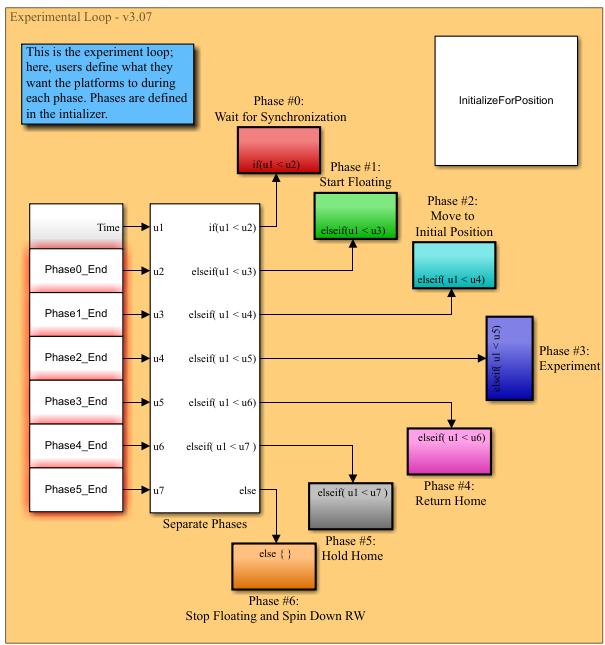 Experimental Loop - v3.07
This is the experiment loop;
here, users define what they
want the platforms to during
each phase. Phases are defined
in the intializer.
InitializeForPosition
Phase #0:
Wait for Synchronization
if(u1 < u2)
Phase #1:
Start Floating
elseif(u1 < u3)
Phase #2:
Move to
Initial Position
elseif( u1 < u4)
Time
Phase0_End
Phase1_End
Phase2_End
Phase3_End
Phase4_End
Phase5_End
u1
u2
u3
u4
u5
u6
u7
if(u1 < u2)
elseif(u1 < u3)
elseif( u1 < u4)
elseif( u1 < u5)
elseif( u1 < u6)
elseif( u1 < u7 )
else
Separate Phases
elseif( u1 < u5)
Phase #3:
Experiment
elseif( u1 < u6)
Phase #4:
Return Home
elseif( u1 < u7 )
Phase #5:
Hold Home
else { }
Phase #6:
Stop Floating and Spin Down RW